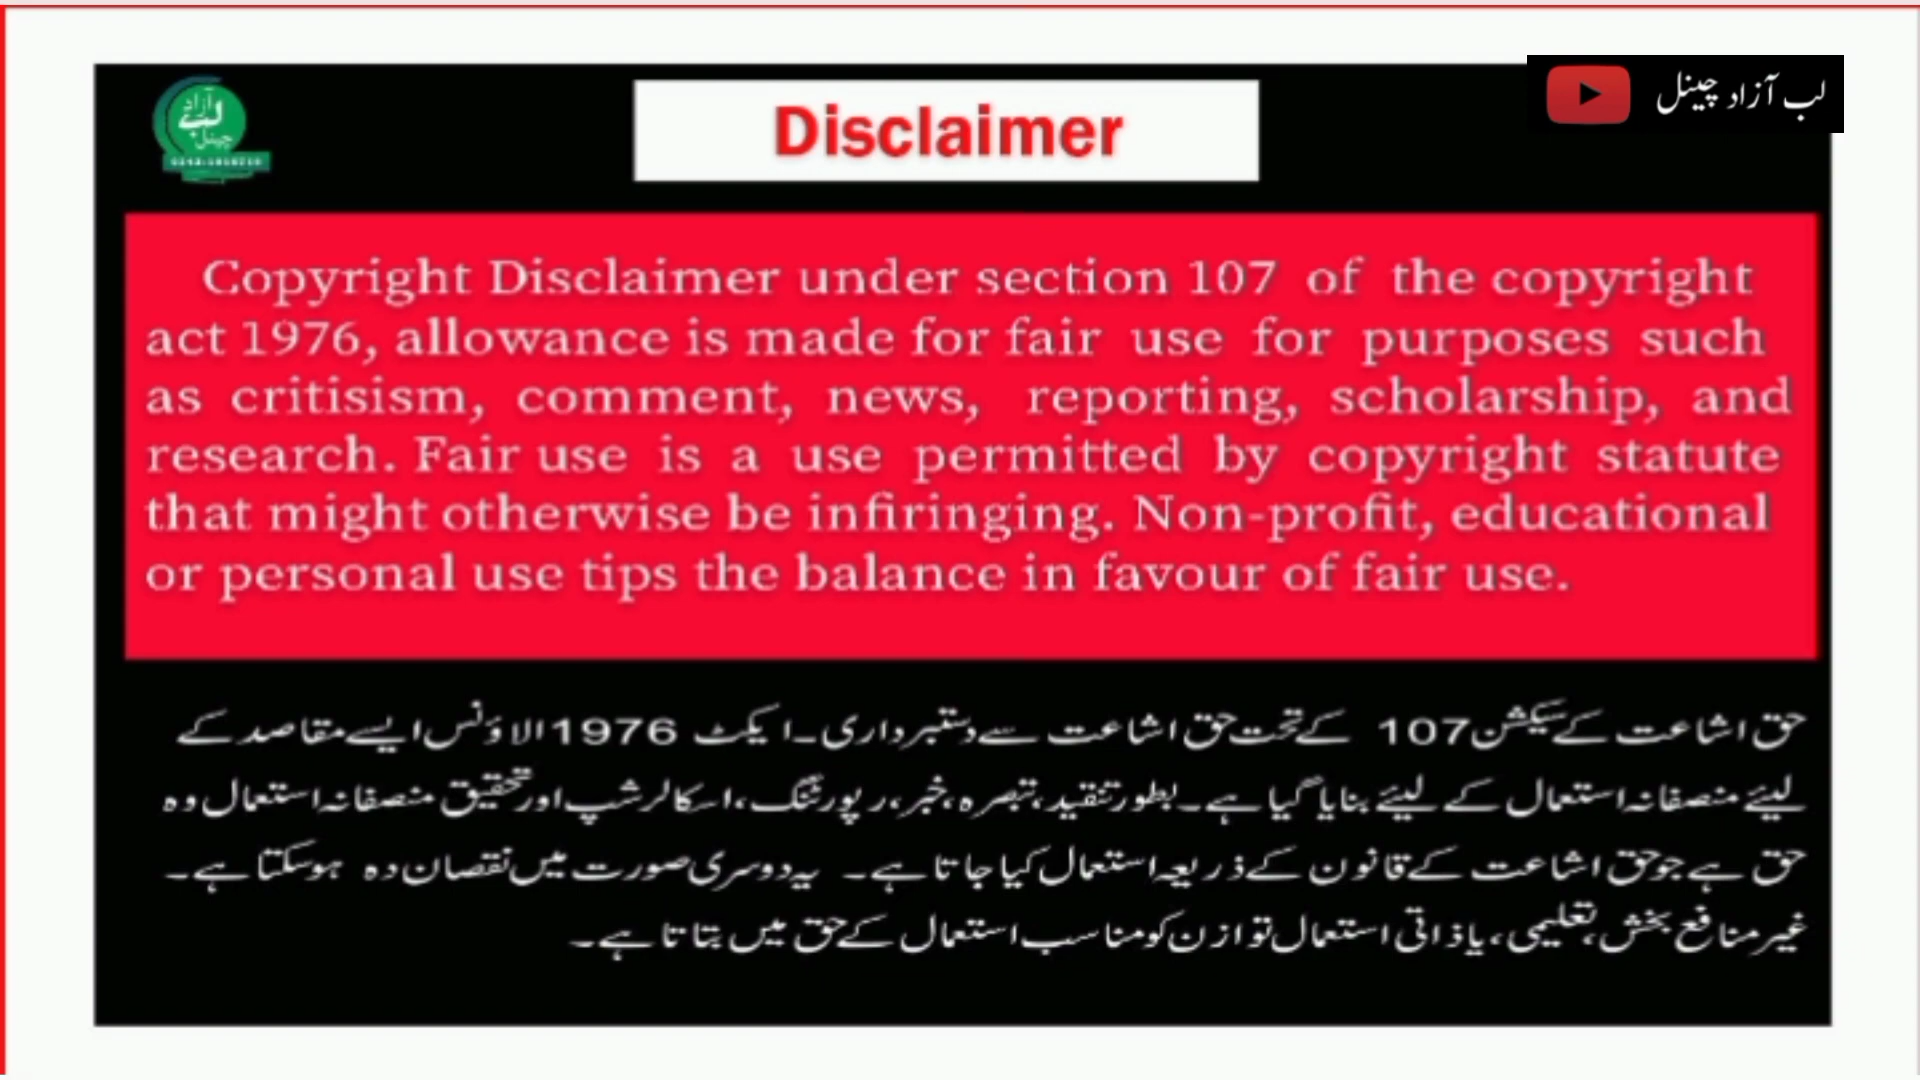 لب آزاد چینل
آزاد
لب
چینل
Disclaimer
Copyright Disclaimer under section 107 of the copyright
act 1976, allowance is made for fair use for purposes such
as critisism, comment, news, reporting, scholarship, and
research. Fair use is a use permitted by copyright statute
that might otherwise be infiringing. Non-profit, educational
or personal use tips the balance in favour of fair use.
حق اشاعت کے سیکشن 107 کے تحت حق اشاعت سے دستبرداری۔ ایکٹ 1976 الاؤنس ایسے مقاصد کے
لیئے منصفانہ استعمال کے لیئے بنایا گیا ہے۔ بطور تنقید، تبصرہ، خبر، رپورٹنگ، اسکالرشپ اور تحقیق منصفانہ استعمال وہ
حق ہے جو حق اشاعت کے قانون کے ذریعہ استعمال کیا جاتا ہے۔ یہ دوسری صورت میں نقصان دہ ہوسکتا ہے۔
غیر منافع بخش، تعلیمی، یا ذاتی استعمال توازن کو مناسب استعمال کے حق میں بتاتا ہے۔